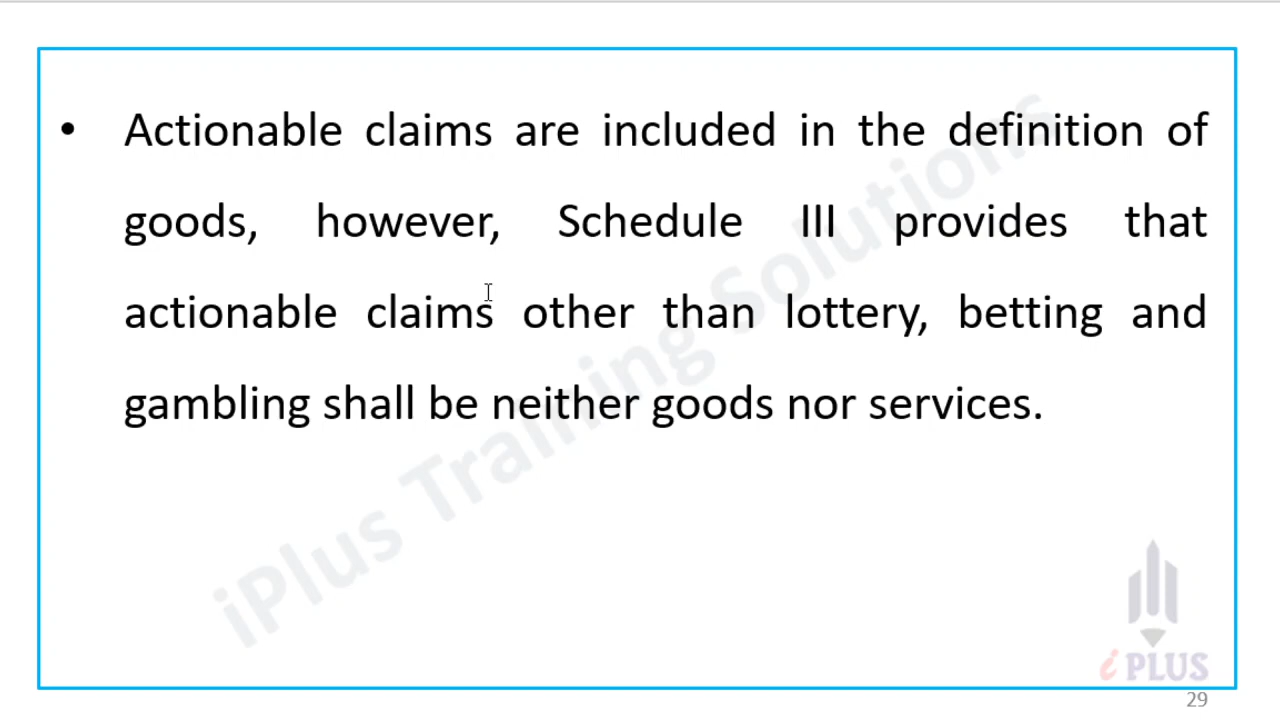 • Actionable claims are included in the definition of
goods, however, Schedule III provides that
actionable claims other than lottery, betting and
gambling shall be neither goods nor services.
iPlus Training Solutions
i PLUS
29